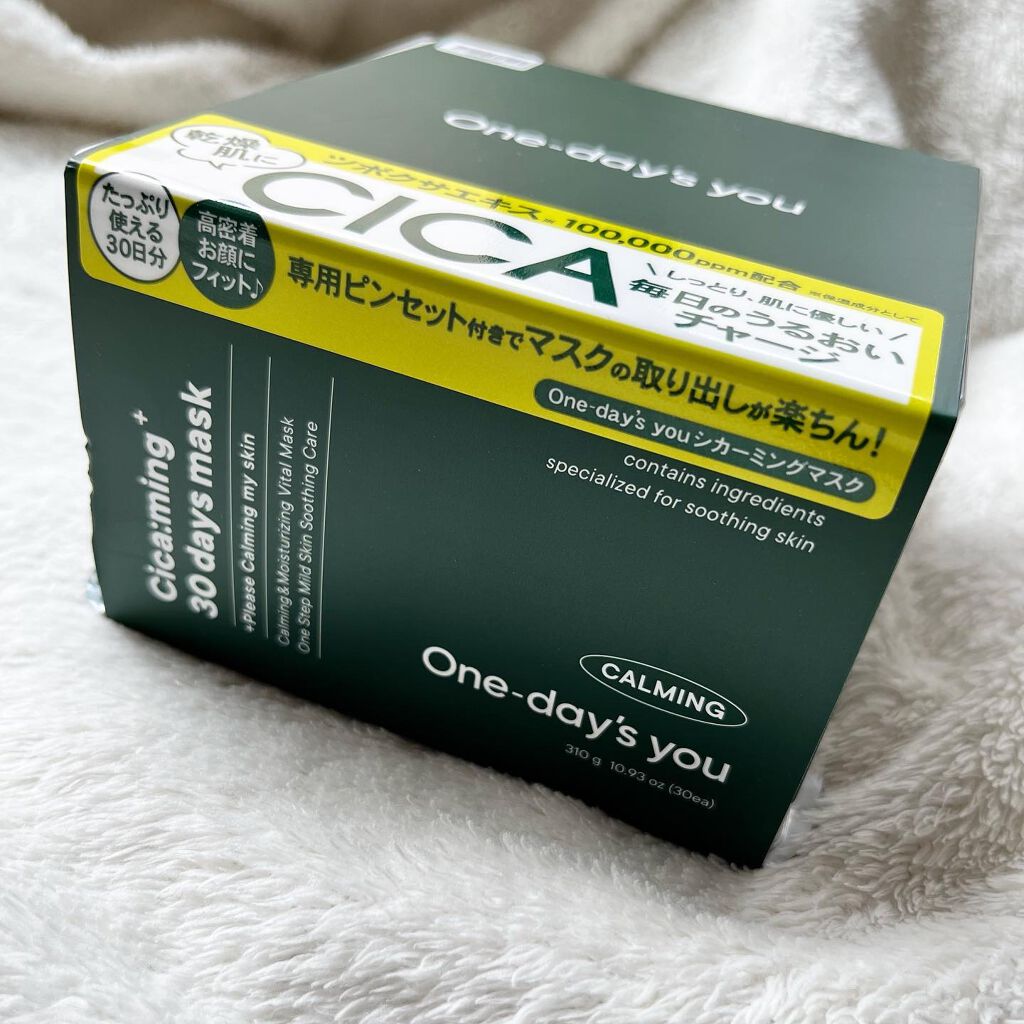 One-day's you
乾燥
肌に
ツボクサエキス※100,000ppm配合 ※保湿成分として
CICA
\しっとり、肌に優しい/
毎日のうるおい
チャージ
たっぷり
使える
30日分
高密着
お顔に
フィット♪
専用ピンセット付きでマスクの取り出しが楽ちん!
One-day's youシカーミングマスク
contains ingredients
specialized for soothing skin
Cica:ming+
30 days mask
+Please Calming my skin
Calming & Moisturizing Vital Mask
One Step Mild Skin Soothing Care
CALMING
One-day's you
310 g 10.93 oz (30ea)